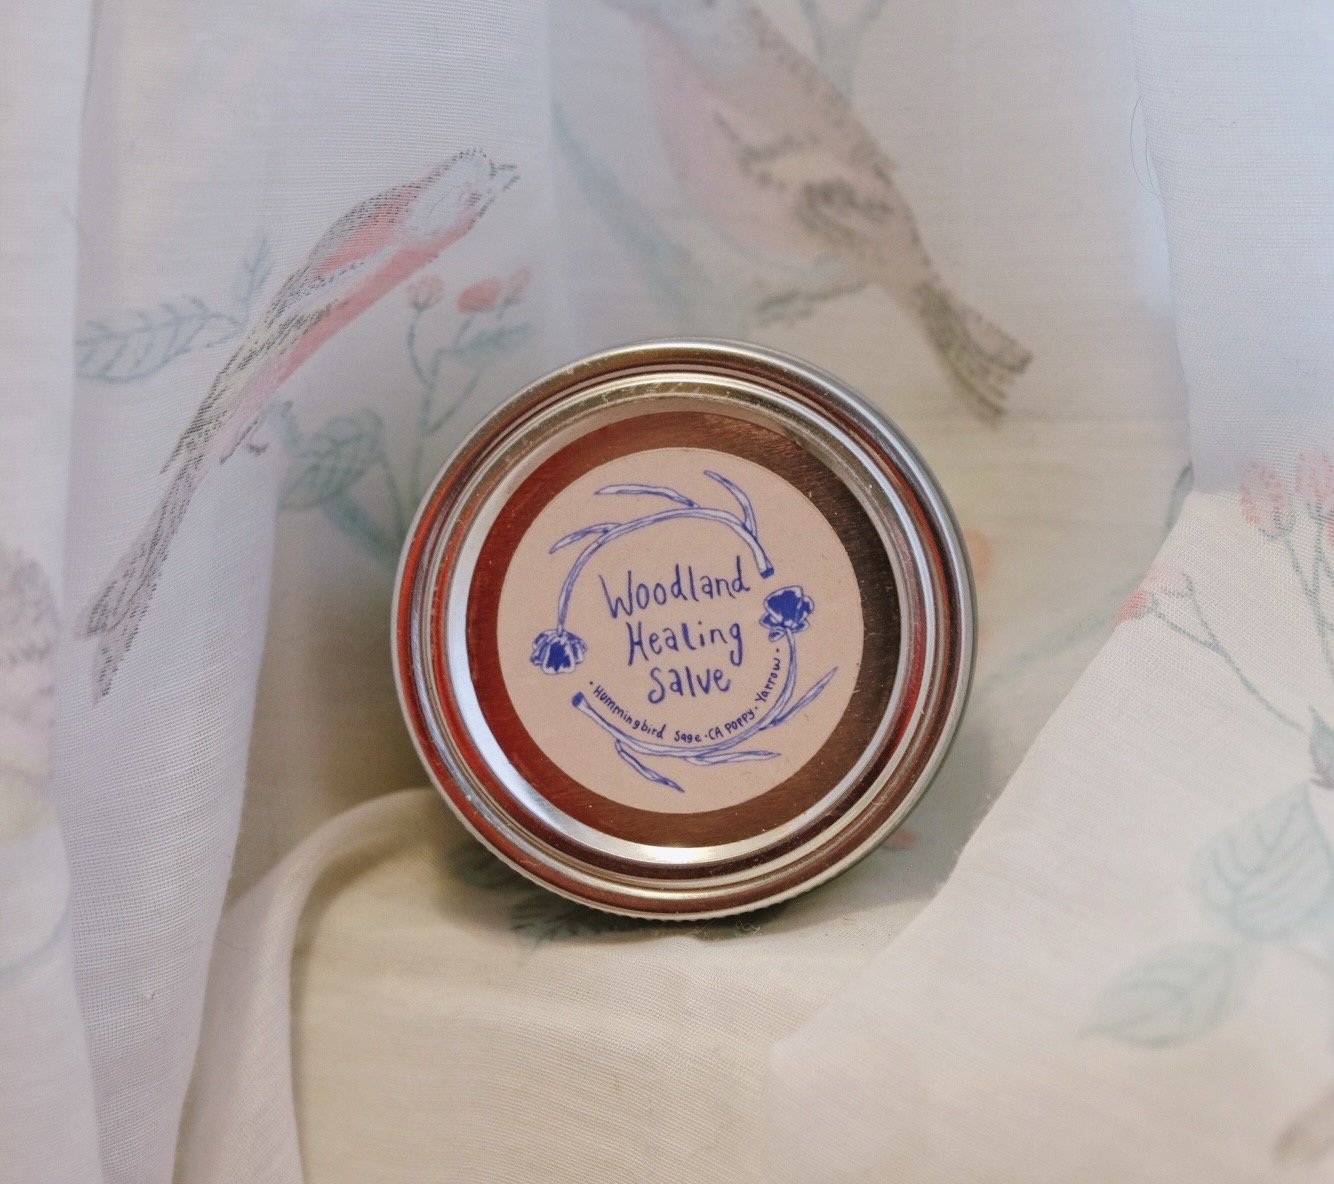 Woodland
Healing
Salve
• Hummingbird Sage • CA Poppy • Yarrow •